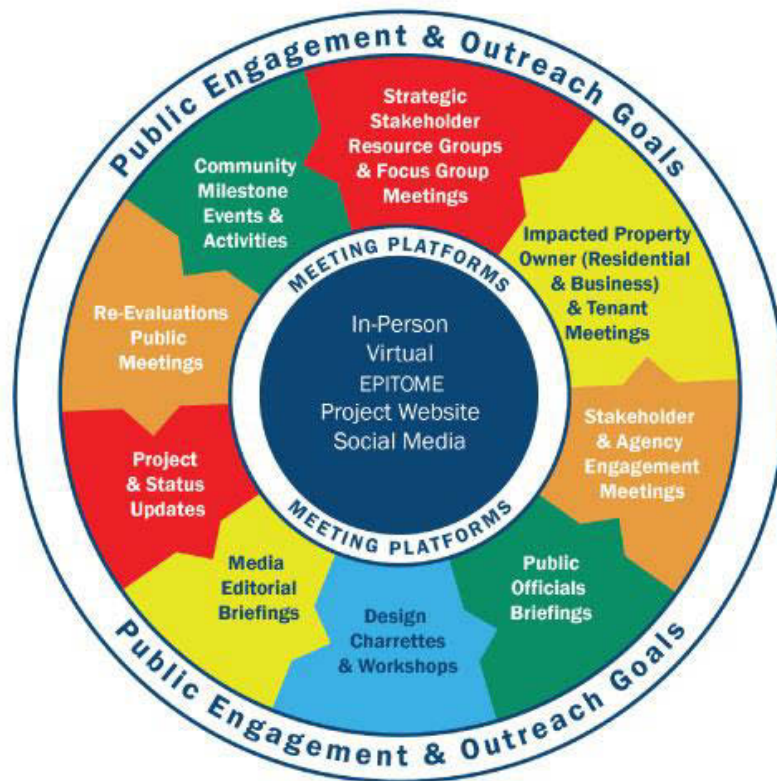 Public Engagement & Outreach Goals
Strategic
Stakeholder
Resource Groups
& Focus Group
Meetings
Impacted Property
Owner (Residential
& Business)
& Tenant
Meetings
Stakeholder
& Agency
Engagement
Meetings
Public
Officials
Briefings
Design
Charrettes
& Workshops
Media
Editorial
Briefings
Project
& Status
Updates
Re-Evaluations
Public
Meetings
Community
Milestone
Events &
Activities
MEETING PLATFORMS
In-Person
Virtual
EPITOME
Project Website
Social Media
MEETING PLATFORMS
Public Engagement & Outreach Goals